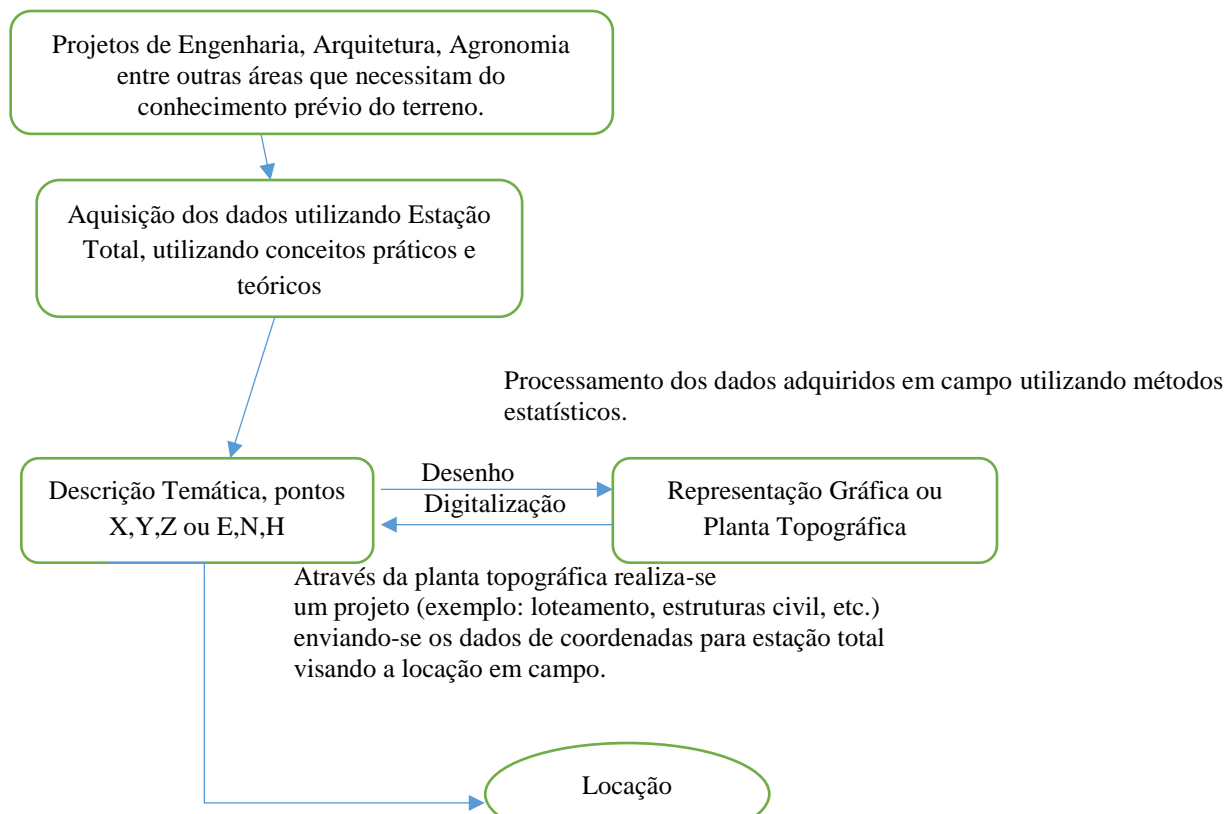 Projetos de Engenharia, Arquitetura, Agronomia
entre outras áreas que necessitam do
conhecimento prévio do terreno.
Aquisição dos dados utilizando Estação
Total, utilizando conceitos práticos e
teóricos
Processamento dos dados adquiridos em campo utilizando métodos
estatísticos.
Descrição Temática, pontos
X,Y,Z ou E,N,H
Desenho
Digitalização
Representação Gráfica ou
Planta Topográfica
Através da planta topográfica realiza-se
um projeto (exemplo: loteamento, estruturas civil, etc.)
enviando-se os dados de coordenadas para estação total
visando a locação em campo.
Locação